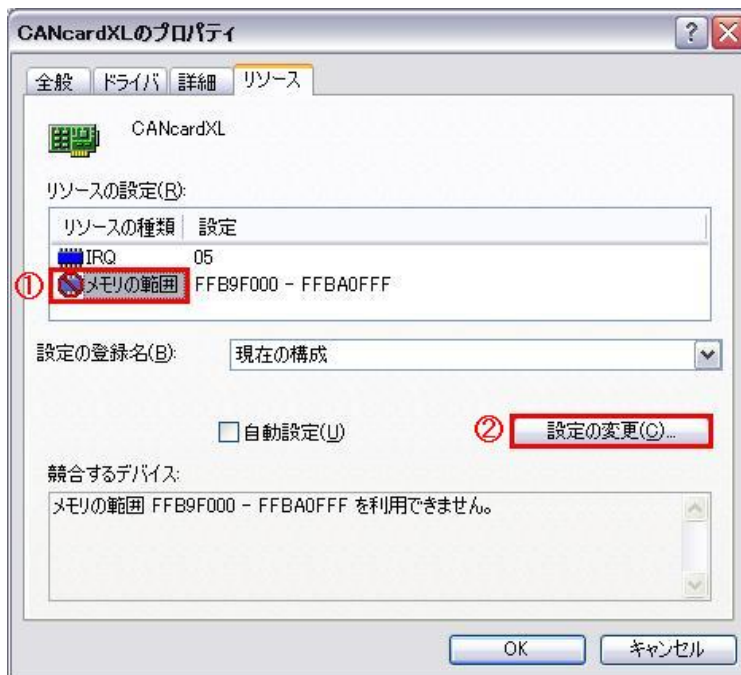 CANcardXLのプロパティ
全般 ドライバ 詳細 リソース
CANcardXL
リソースの設定(R):
リソースの種類 設定
IRQ 05
① メモリの範囲 FFB9F000 - FFBA0FFF
設定の登録名(B): 現在の構成
自動設定(U) ② 設定の変更(C)...
競合するデバイス:
メモリの範囲 FFB9F000 - FFBA0FFF を利用できません。
OK キャンセル